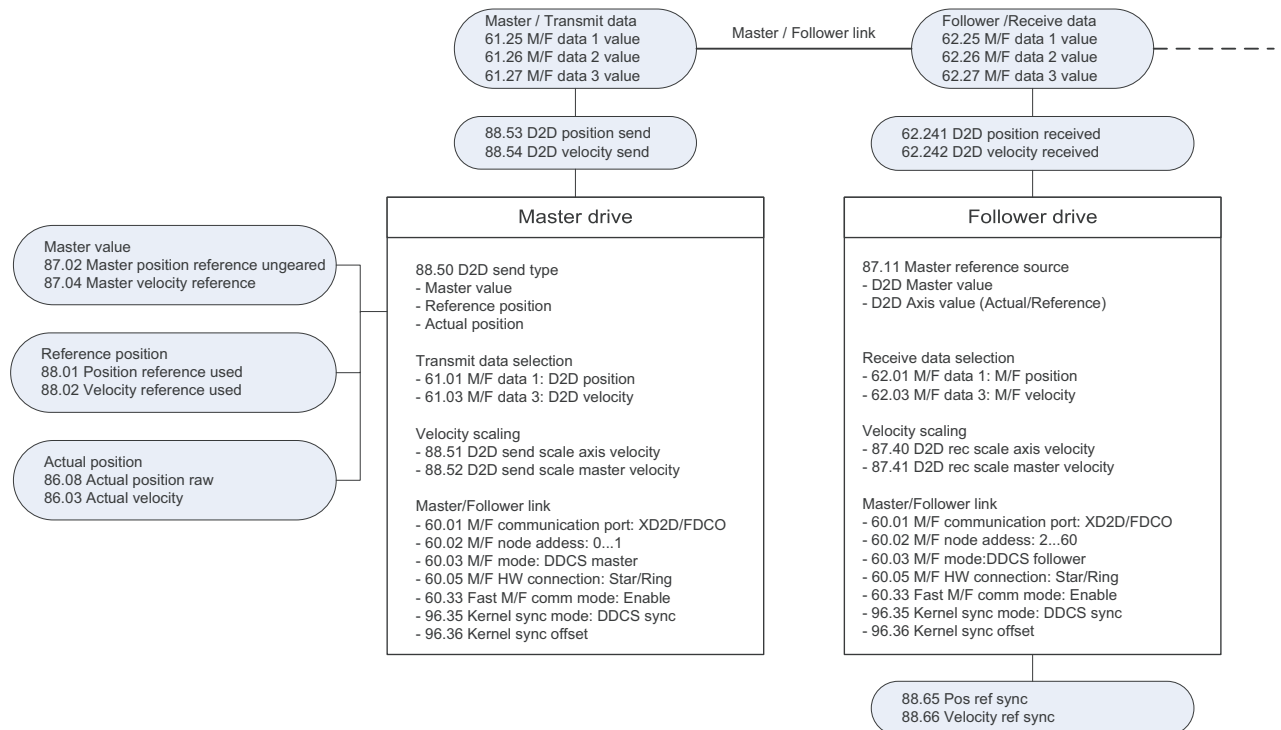 Master / Transmit data
61.25 M/F data 1 value
61.26 M/F data 2 value
61.27 M/F data 3 value
Master / Follower link
Follower /Receive data
62.25 M/F data 1 value
62.26 M/F data 2 value
62.27 M/F data 3 value
88.53 D2D position send
88.54 D2D velocity send
62.241 D2D position received
62.242 D2D velocity received
Master value
87.02 Master position reference ungeared
87.04 Master velocity reference
Reference position
88.01 Position reference used
88.02 Velocity reference used
Actual position
86.08 Actual position raw
86.03 Actual velocity
Master drive
88.50 D2D send type
- Master value
- Reference position
- Actual position
Transmit data selection
- 61.01 M/F data 1: D2D position
- 61.03 M/F data 3: D2D velocity
Velocity scaling
- 88.51 D2D send scale axis velocity
- 88.52 D2D send scale master velocity
Master/Follower link
- 60.01 M/F communication port: XD2D/FDCO
- 60.02 M/F node addess: 0...1
- 60.03 M/F mode: DDCS master
- 60.05 M/F HW connection: Star/Ring
- 60.33 Fast M/F comm mode: Enable
- 96.35 Kernel sync mode: DDCS sync
- 96.36 Kernel sync offset
Follower drive
87.11 Master reference source
- D2D Master value
- D2D Axis value (Actual/Reference)
Receive data selection
- 62.01 M/F data 1: M/F position
- 62.03 M/F data 3: M/F velocity
Velocity scaling
- 87.40 D2D rec scale axis velocity
- 87.41 D2D rec scale master velocity
Master/Follower link
- 60.01 M/F communication port: XD2D/FDCO
- 60.02 M/F node addess: 2...60
- 60.03 M/F mode:DDCS follower
- 60.05 M/F HW connection: Star/Ring
- 60.33 Fast M/F comm mode: Enable
- 96.35 Kernel sync mode: DDCS sync
- 96.36 Kernel sync offset
88.65 Pos ref sync
88.66 Velocity ref sync